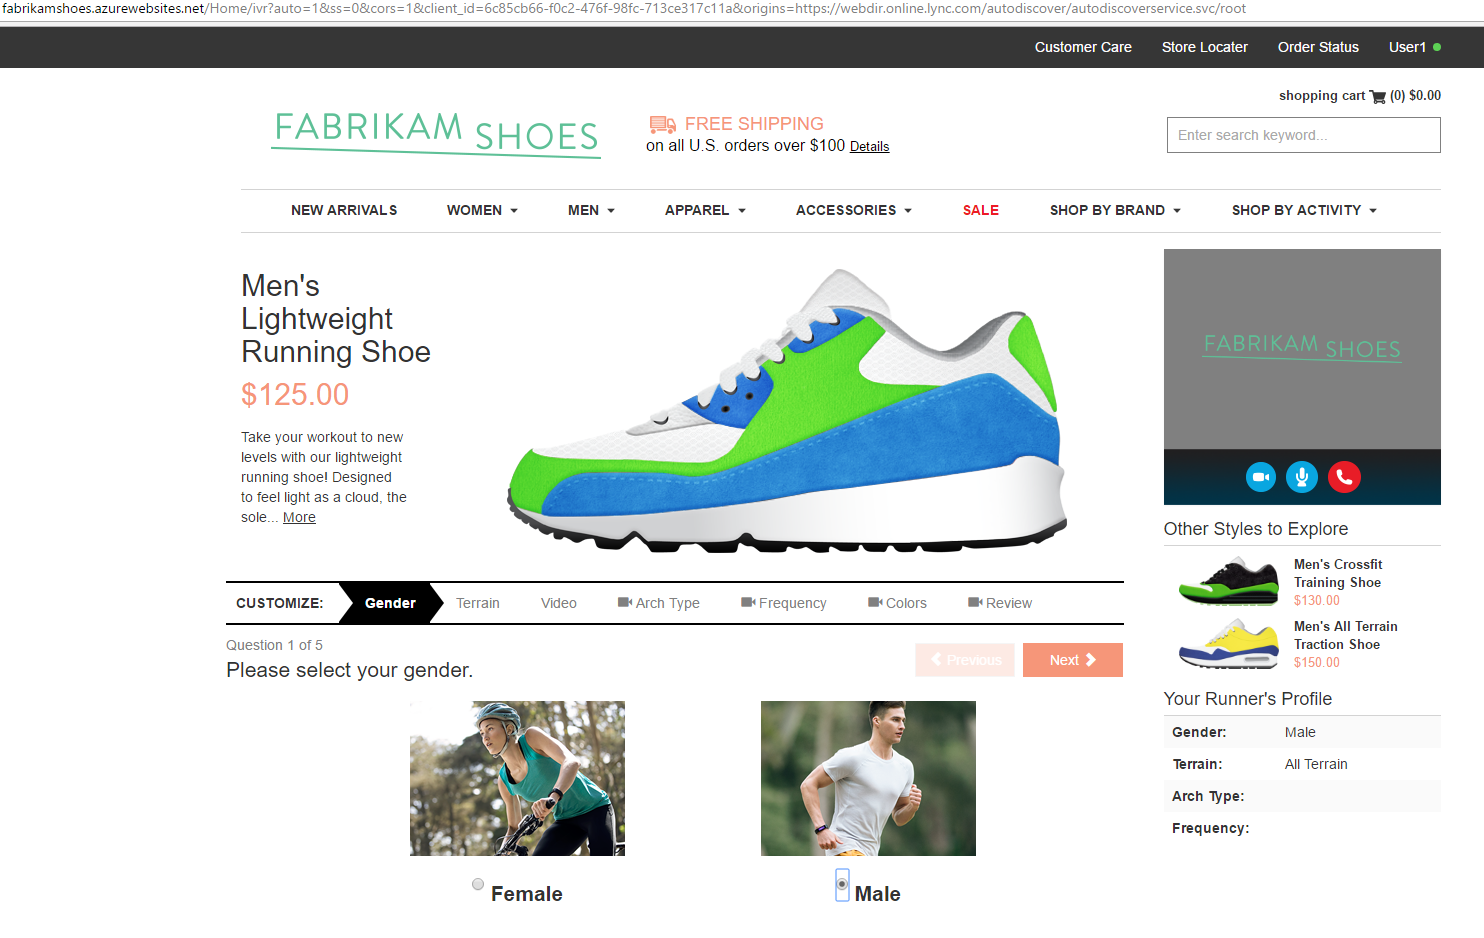 fabrikamshoes.azurewebsites.net/Home/ivr?auto=1&ss=0&cors=1&client_id=6c85cb66-f0c2-476f-98fc-713ce317c11a&origins=https://webdir.online.lync.com/autodiscover/autodiscoverservice.svc/root
Customer Care Store Locater Order Status User1
shopping cart (0) $0.00
FABRIKAM SHOES
FREE SHIPPING
on all U.S. orders over $100 Details
Enter search keyword...
NEW ARRIVALS WOMEN MEN APPAREL ACCESSORIES SALE SHOP BY BRAND SHOP BY ACTIVITY
Men's
Lightweight
Running Shoe
$125.00
Take your workout to new
levels with our lightweight
running shoe! Designed
to feel light as a cloud, the
sole... More
FABRIKAM SHOES
Other Styles to Explore
Men's Crossfit
Training Shoe
$130.00
Men's All Terrain
Traction Shoe
$150.00
CUSTOMIZE: Gender Terrain Video Arch Type Frequency Colors Review
Question 1 of 5
Please select your gender.
Previous Next
Female
Male
Your Runner's Profile
Gender: Male
Terrain: All Terrain
Arch Type:
Frequency: